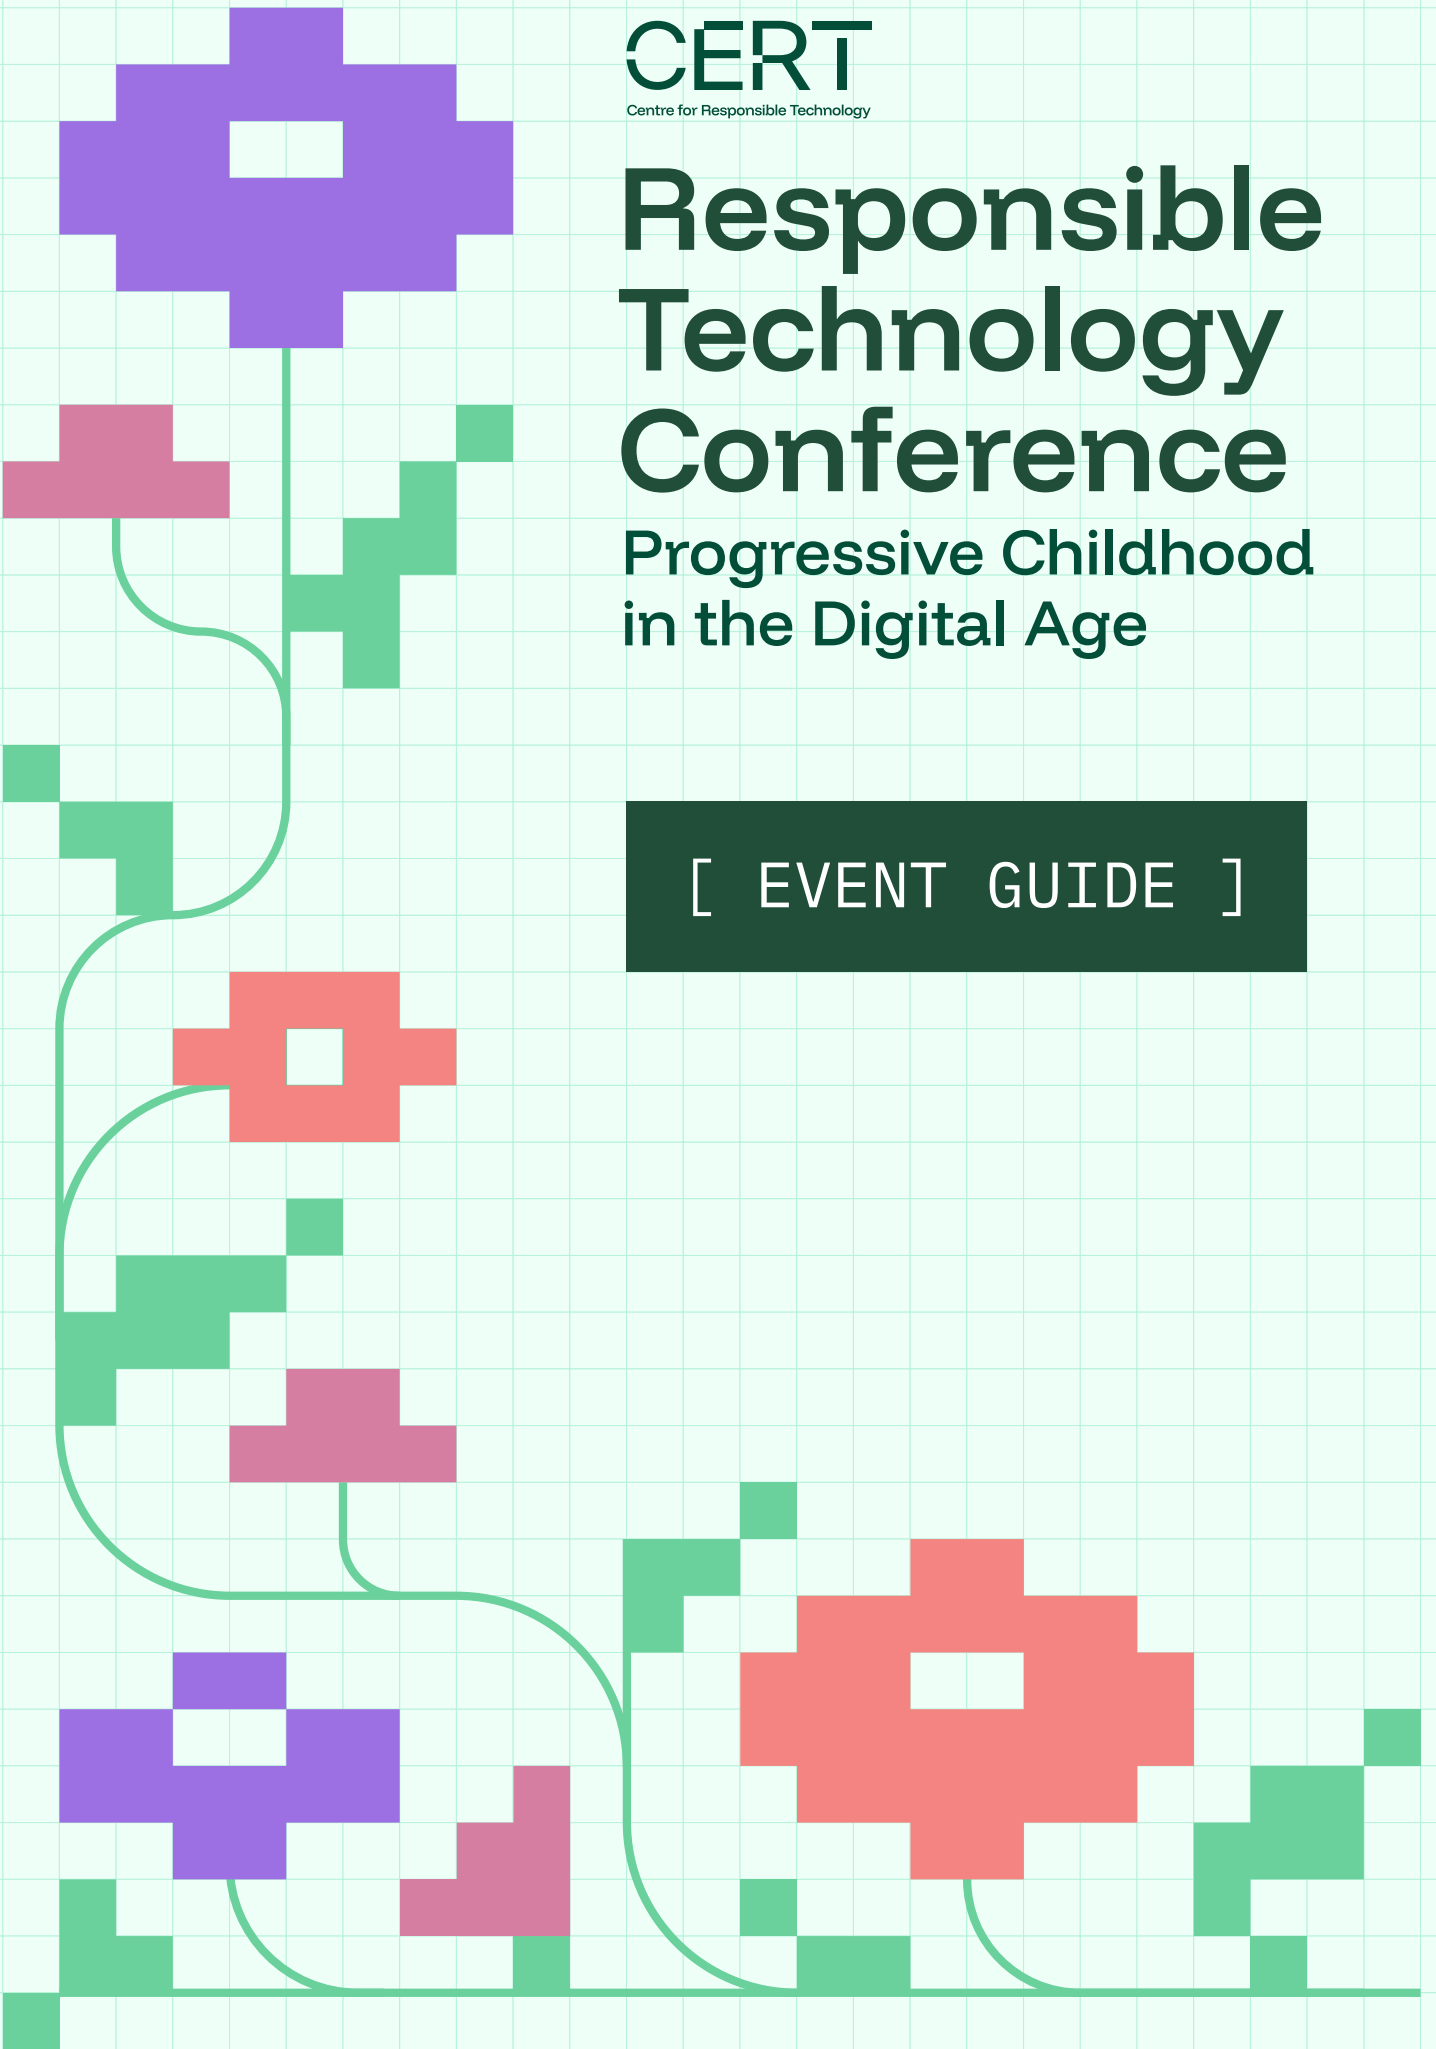 CERT
Centre for Responsible Technology
Responsible
Technology
Conference
Progressive Childhood
in the Digital Age
[ EVENT GUIDE ]